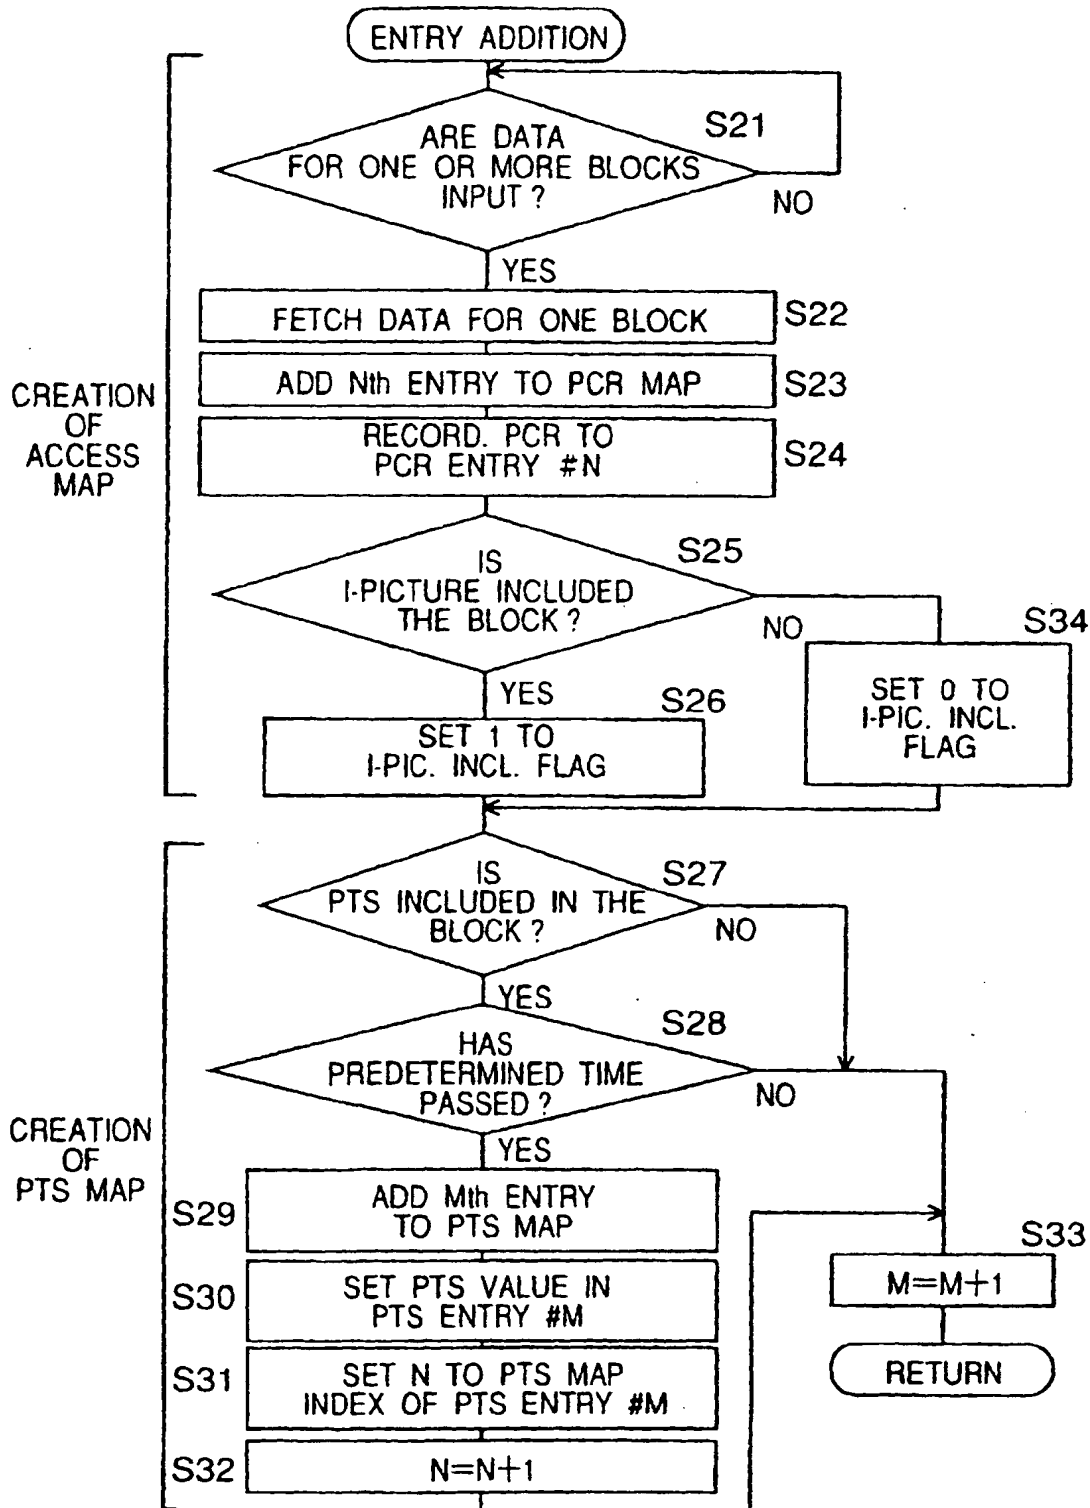 ENTRY ADDITION
ARE DATA
FOR ONE OR MORE BLOCKS
INPUT ?
S21
NO
YES
FETCH DATA FOR ONE BLOCK
S22
ADD Nth ENTRY TO PCR MAP
S23
RECORD. PCR TO
PCR ENTRY #N
S24
CREATION
OF
ACCESS
MAP
IS
I-PICTURE INCLUDED
THE BLOCK ?
S25
NO
YES
S34
SET 0 TO
I-PIC. INCL.
FLAG
S26
SET 1 TO
I-PIC. INCL. FLAG
IS
PTS INCLUDED IN THE
BLOCK ?
S27
NO
YES
HAS
PREDETERMINED TIME
PASSED ?
S28
NO
YES
CREATION
OF
PTS MAP
S29
ADD Mth ENTRY
TO PTS MAP
S30
SET PTS VALUE IN
PTS ENTRY #M
S31
SET N TO PTS MAP
INDEX OF PTS ENTRY #M
S32
N=N+1
S33
M=M+1
RETURN